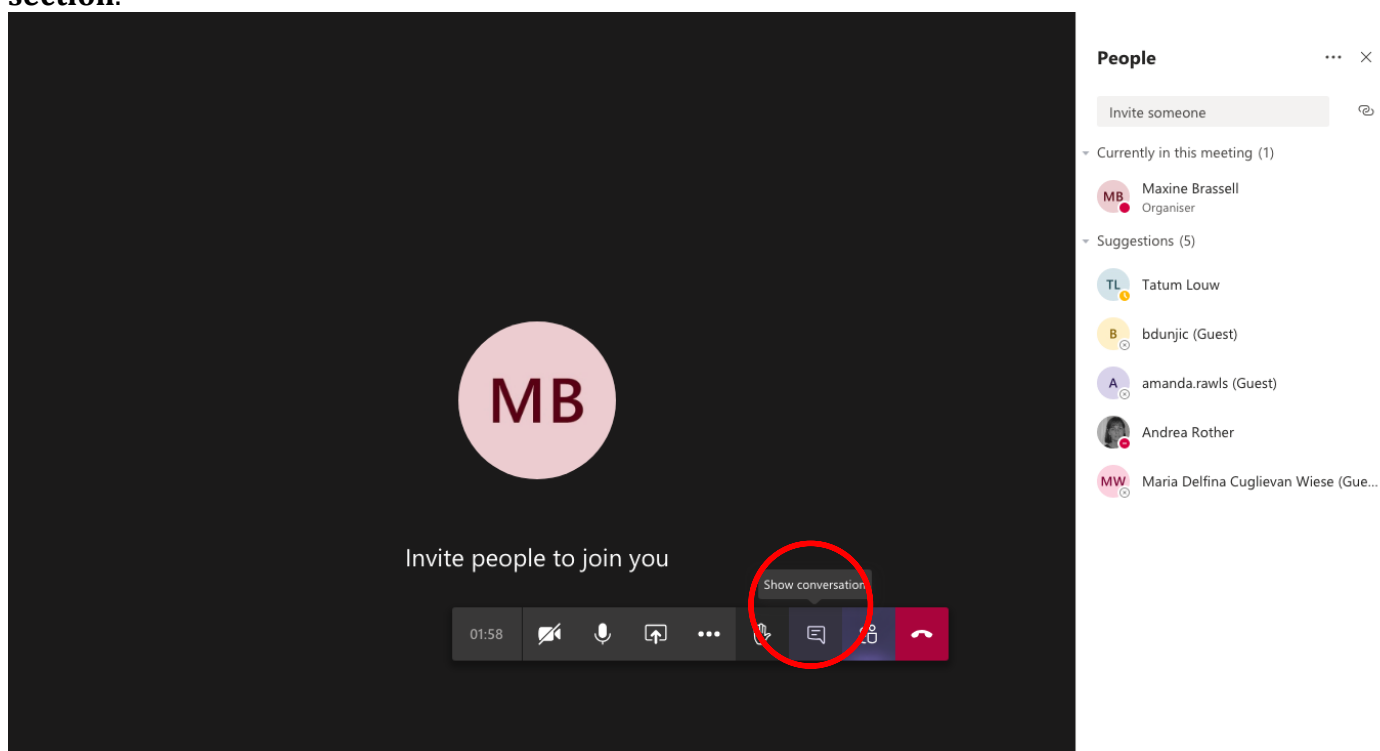 section.
People
Invite someone
Currently in this meeting (1)
MB
Maxine Brassell
Organiser
Suggestions (5)
TL
Tatum Louw
B
bdunjic (Guest)
A
amanda.rawls (Guest)
Andrea Rother
MW
Maria Delfina Cuglievan Wiese (Gue...
MB
Invite people to join you
Show conversation
01:58